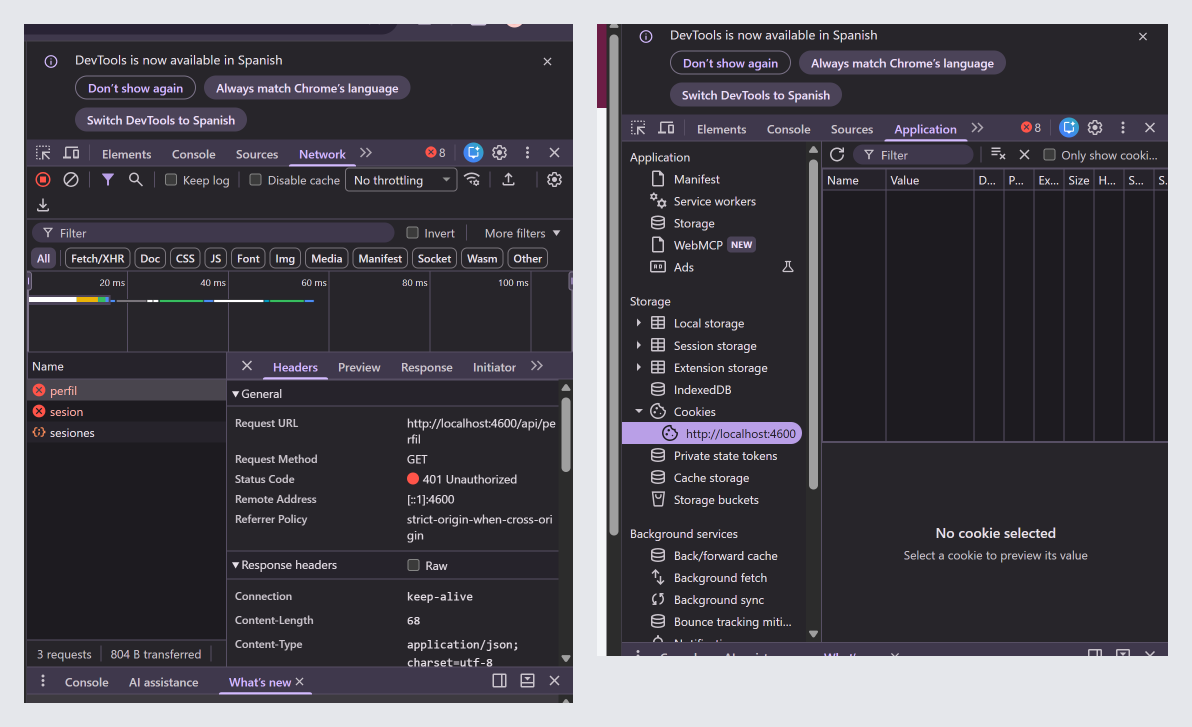 DevTools is now available in Spanish
Don't show again
Always match Chrome's language
Switch DevTools to Spanish
Elements
Console
Sources
Network
8
Keep log
Disable cache
No throttling
Filter
Invert
More filters
All
Fetch/XHR
Doc
CSS
JS
Font
Img
Media
Manifest
Socket
Wasm
Other
20 ms
40 ms
60 ms
80 ms
100 ms
Name
perfil
sesion
sesiones
Headers
Preview
Response
Initiator
General
Request URL
http://localhost:4600/api/pe
rfil
Request Method
GET
Status Code
401 Unauthorized
Remote Address
[::1]:4600
Referrer Policy
strict-origin-when-cross-ori
gin
Response headers
Raw
Connection
keep-alive
Content-Length
68
Content-Type
application/json;
charset=utf-8
3 requests
804 B transferred
Console
AI assistance
What's new
DevTools is now available in Spanish
Don't show again
Always match Chrome's language
Switch DevTools to Spanish
Elements
Console
Sources
Application
8
Application
Manifest
Service workers
Storage
WebMCP NEW
Ads
Storage
Local storage
Session storage
Extension storage
IndexedDB
Cookies
http://localhost:4600
Private state tokens
Cache storage
Storage buckets
Background services
Back/forward cache
Background fetch
Background sync
Bounce tracking miti...
Filter
Only show cooki...
Name
Value
D...
P...
Ex...
Size
H...
S...
S.
No cookie selected
Select a cookie to preview its value